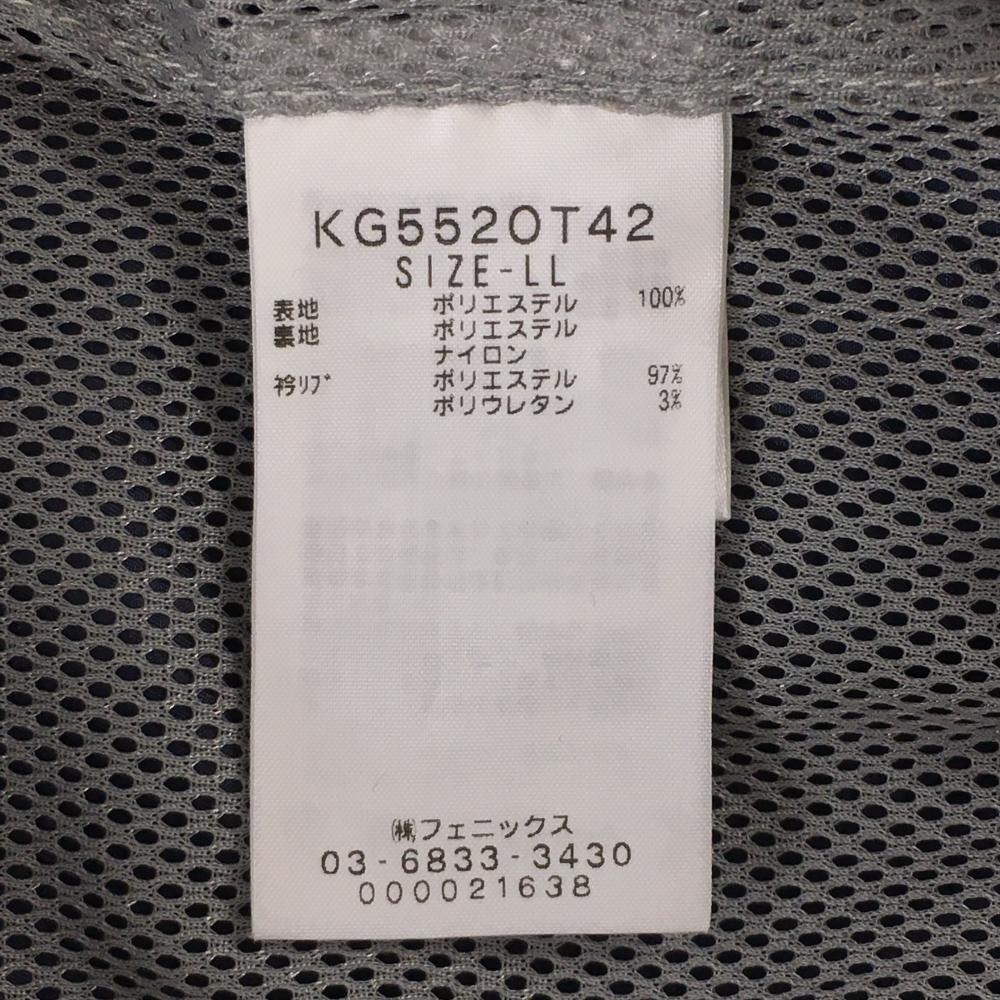 KG5520T42
SIZE-LL
表地 ポリエステル 100%
裏地 ポリエステル
ナイロン
衿ﾘﾌﾞ ポリエステル 97%
ポリウレタン 3%
㈱フェニックス
03-6833-3430
000021638